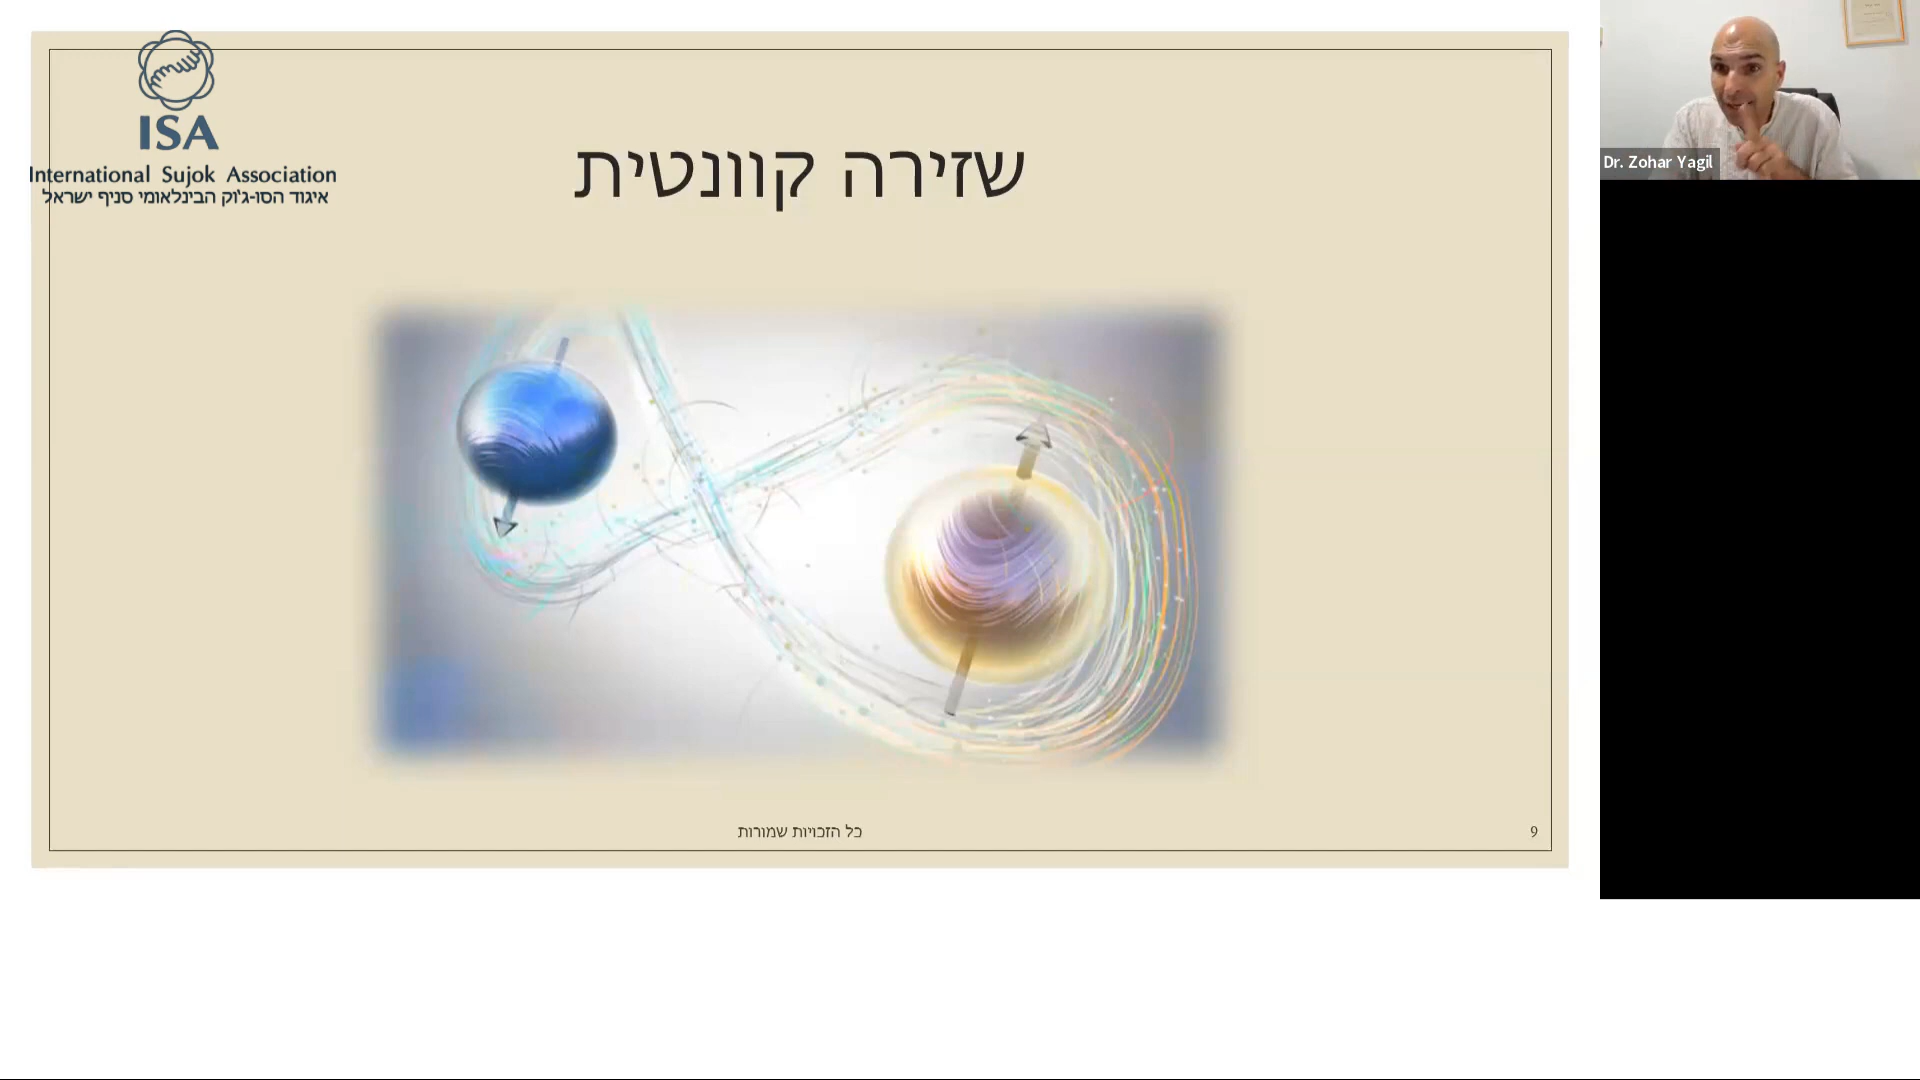 ISA
International Sujok Association
איגוד הסו-ג'וק הבינלאומי סניף ישראל
שזירה קוונטית
Dr. Zohar Yagil
כל הזכויות שמורות
9